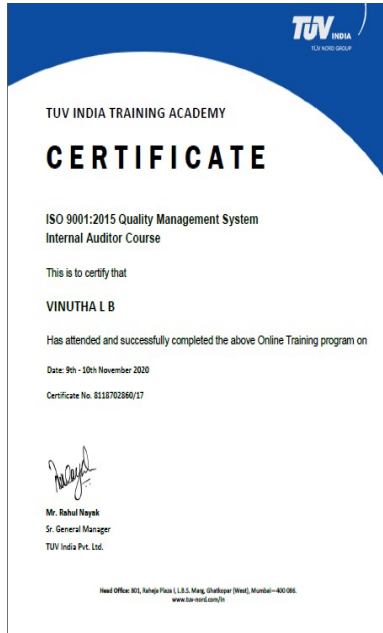 TÜV INDIA
TÜV NORD GROUP
TUV INDIA TRAINING ACADEMY
CERTIFICATE
ISO 9001:2015 Quality Management System
Internal Auditor Course
This is to certify that
VINUTHA L B
Has attended and successfully completed the above Online Training program on
Date: 9th - 10th November 2020
Certificate No. 8118702860/17
Mr. Rahul Nayak
Sr. General Manager
TUV India Pvt. Ltd.
Head Office: 801, Raheja Plaza I, L.B.S. Marg, Ghatkopar (West), Mumbai—400 086.
www.tuv-nord.com/in